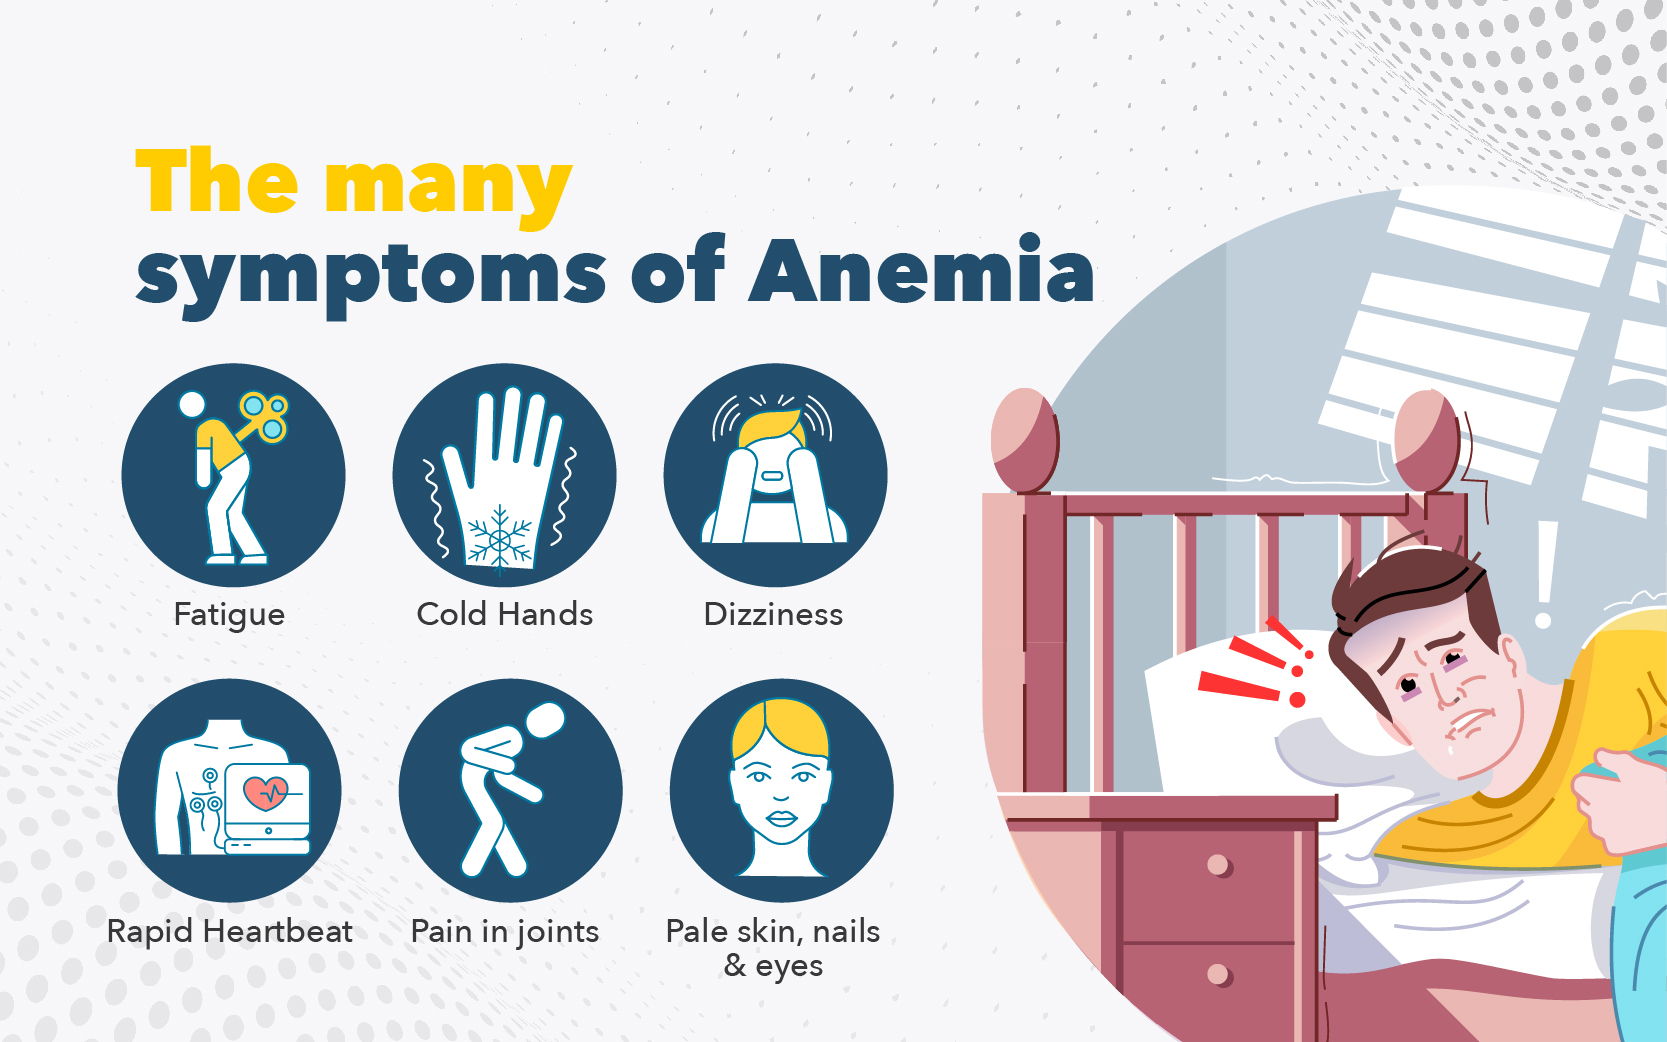 The many
symptoms of Anemia
Fatigue
Cold Hands
Dizziness
Rapid Heartbeat
Pain in joints
Pale skin, nails
& eyes